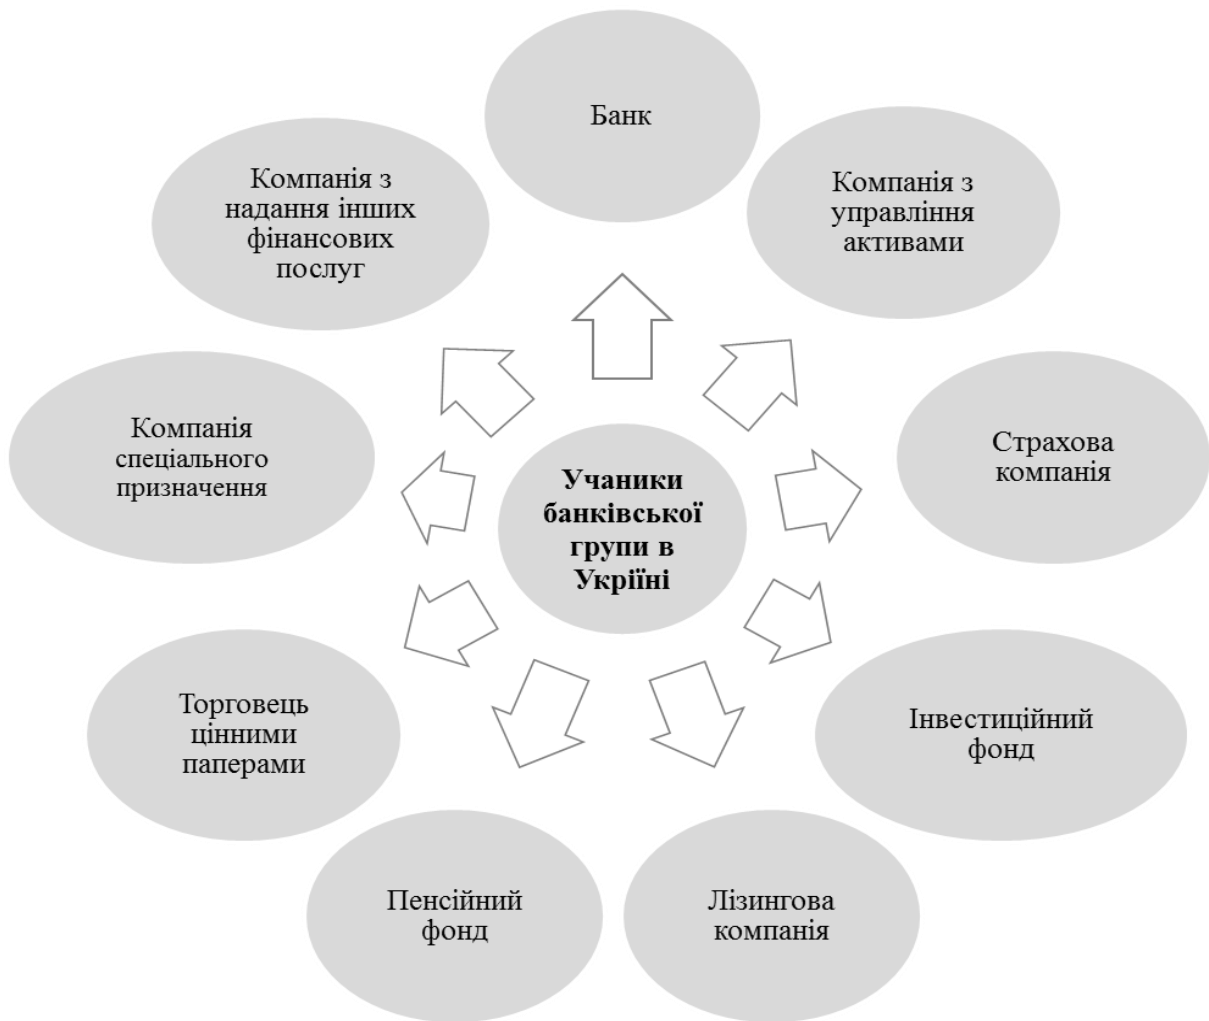 Банк
Компанія з
управління
активами
Страхова
компанія
Інвестиційний
фонд
Лізингова
компанія
Пенсійний
фонд
Торговець
цінними
паперами
Компанія
спеціального
призначення
Компанія з
надання інших
фінансових
послуг
Учаники
банківської
групи в
Укріїні